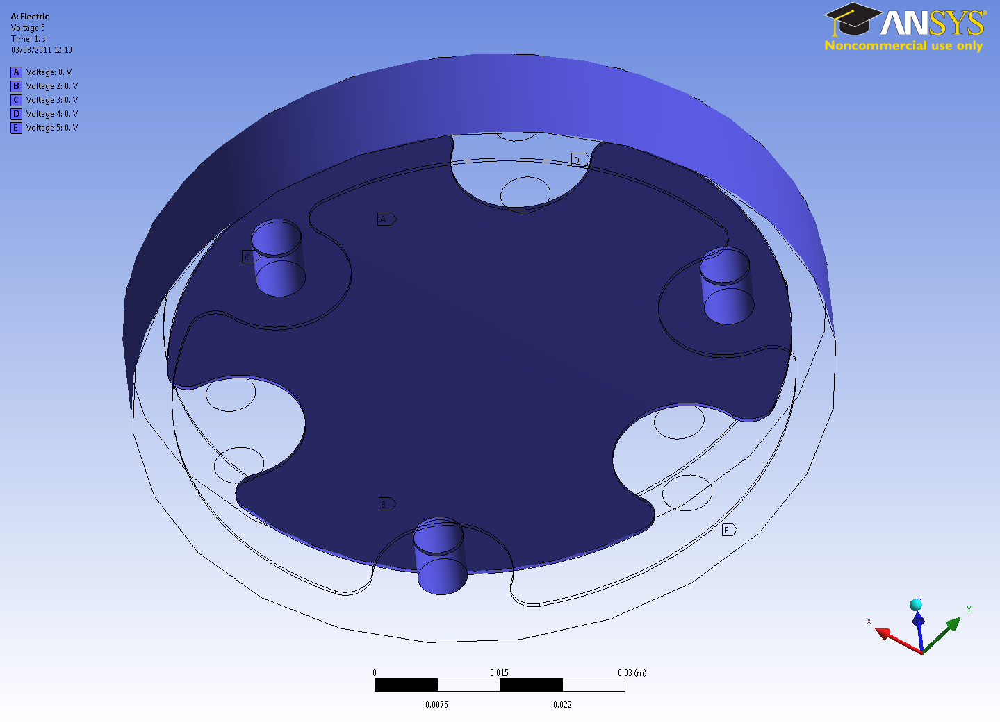 A: Electric
Voltage 5
Time: 1. s
03/08/2011 12:10
A Voltage: 0. V
B Voltage 2: 0. V
C Voltage 3: 0. V
D Voltage 4: 0. V
E Voltage 5: 0. V
ANSYS®
Noncommercial use only
D
A
C
B
E
X
Y
0 0.015 0.03 (m)
0.0075 0.022